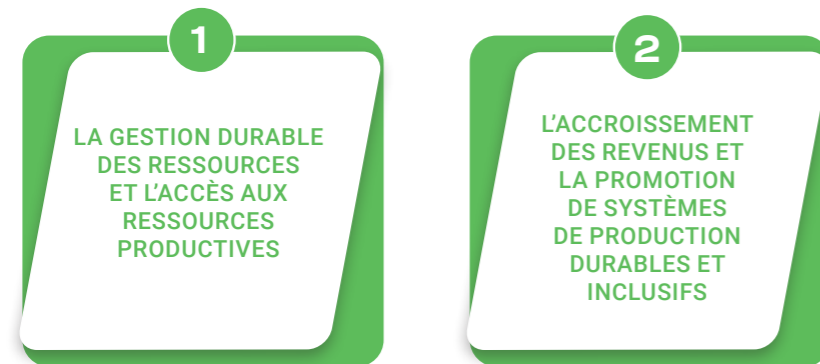 1
LA GESTION DURABLE
DES RESSOURCES
ET L’ACCÈS AUX
RESSOURCES
PRODUCTIVES
2
L’ACCROISSEMENT
DES REVENUS ET
LA PROMOTION
DE SYSTÈMES
DE PRODUCTION
DURABLES ET
INCLUSIFS